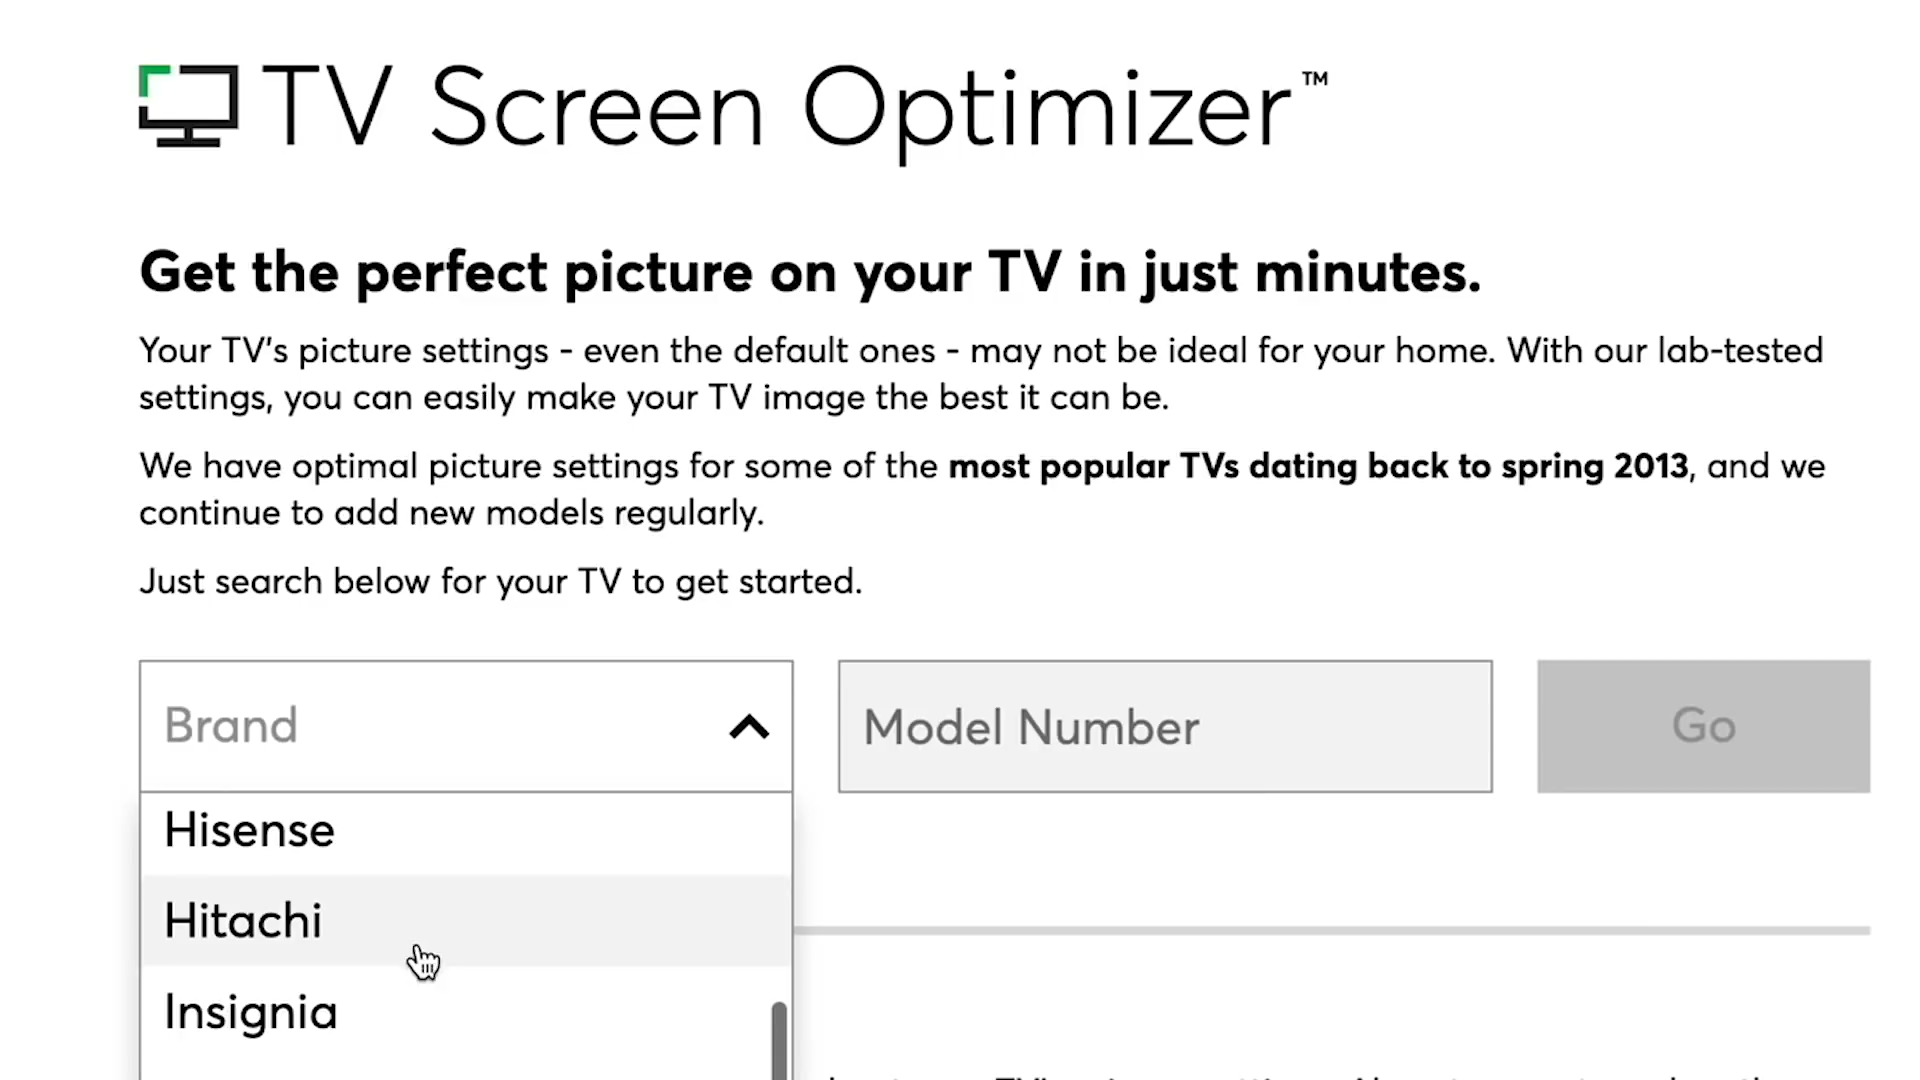 TV Screen Optimizer™
Get the perfect picture on your TV in just minutes.
Your TV's picture settings - even the default ones - may not be ideal for your home. With our lab-tested
settings, you can easily make your TV image the best it can be.
We have optimal picture settings for some of the most popular TVs dating back to spring 2013, and we
continue to add new models regularly.
Just search below for your TV to get started.
Brand
Model Number
Go
Hisense
Hitachi
Insignia